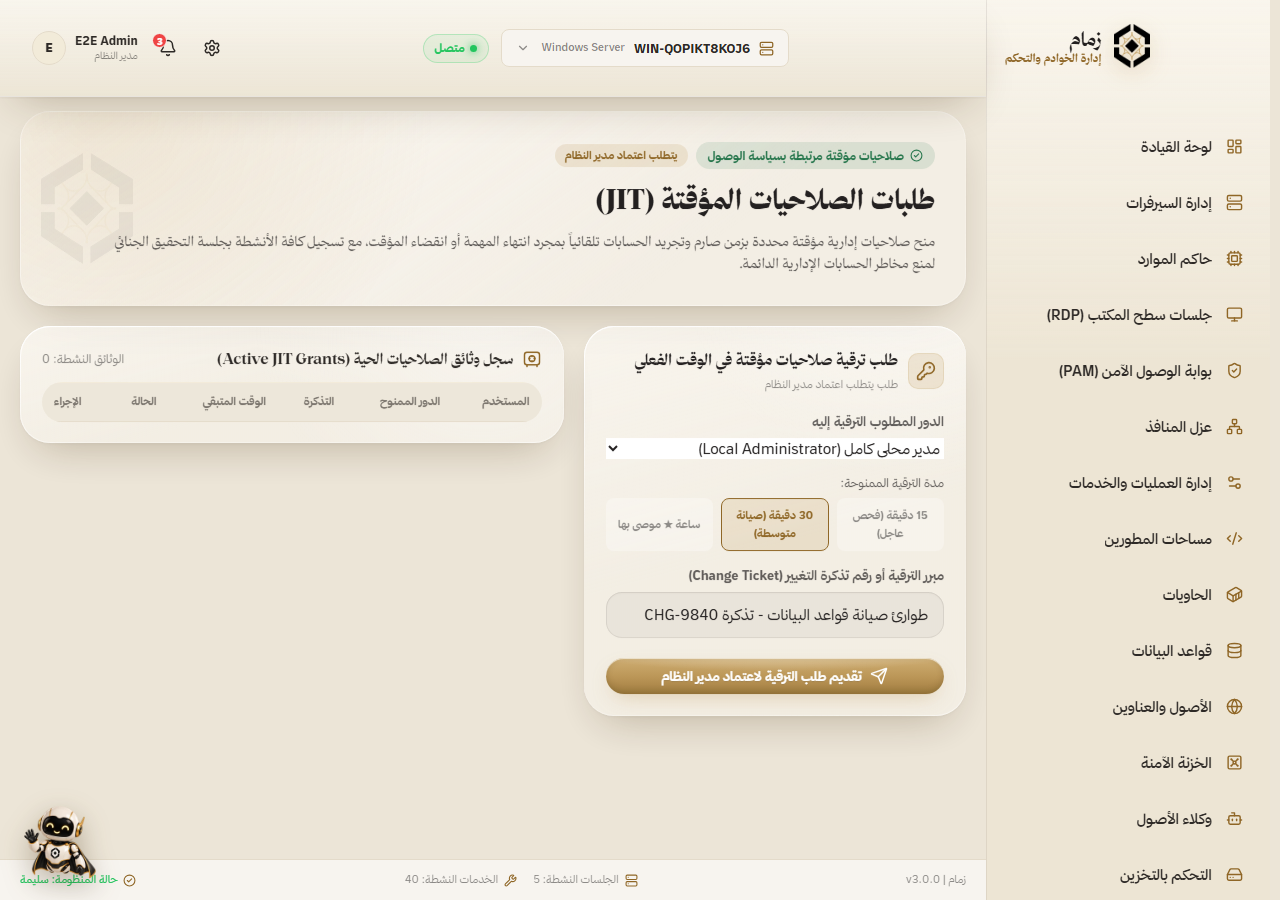 زمام
إدارة الخوادم والتحكم
لوحة القيادة
إدارة السيرفرات
حاكم الموارد
جلسات سطح المكتب (RDP)
بوابة الوصول الآمن (PAM)
عزل المنافذ
إدارة العمليات والخدمات
مساحات المطورين
الحاويات
قواعد البيانات
الأصول والعناوين
الخزنة الآمنة
وكلاء الأصول
التحكم بالتخزين
WIN-QOPIKT8KOJ6 Windows Server
متصل
3
E2E Admin
مدير النظام
E
صلاحيات مؤقتة مرتبطة بسياسة الوصول
يتطلب اعتماد مدير النظام
طلبات الصلاحيات المؤقتة (JIT)
منح صلاحيات إدارية مؤقتة محددة بزمن صارم وتجريد الحسابات تلقائياً بمجرد انتهاء المهمة أو انقضاء المؤقت، مع تسجيل كافة الأنشطة بجلسة التحقيق الجنائي
لمنع مخاطر الحسابات الإدارية الدائمة.
طلب ترقية صلاحيات مؤقتة في الوقت الفعلي
طلب يتطلب اعتماد مدير النظام
الدور المطلوب الترقية إليه
مدير محلي كامل (Local Administrator)
مدة الترقية الممنوحة:
15 دقيقة (فحص
عاجل)
30 دقيقة (صيانة
متوسطة)
ساعة ★ موصى بها
مبرر الترقية أو رقم تذكرة التغيير (Change Ticket)
طوارئ صيانة قواعد البيانات - تذكرة CHG-9840
تقديم طلب الترقية لاعتماد مدير النظام
سجل وثائق الصلاحيات الحية (Active JIT Grants)
الوثائق النشطة: 0
المستخدم الدور الممنوح التذكرة الوقت المتبقي الحالة الإجراء
زمام | v3.0.0
الجلسات النشطة: 5
الخدمات النشطة: 40
حالة المنظومة: سليمة